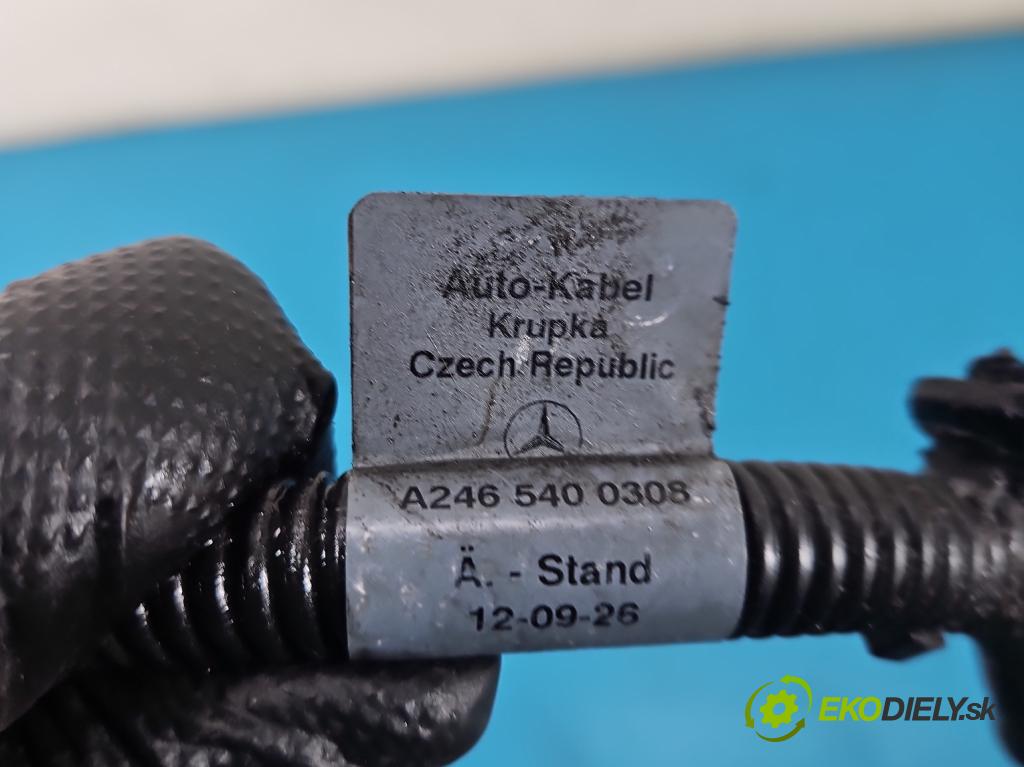 Auto-Kabel
Krupka
Czech Republic
A246 540 0308
Ä. - Stand
12-09-26
EKODIELY.sk